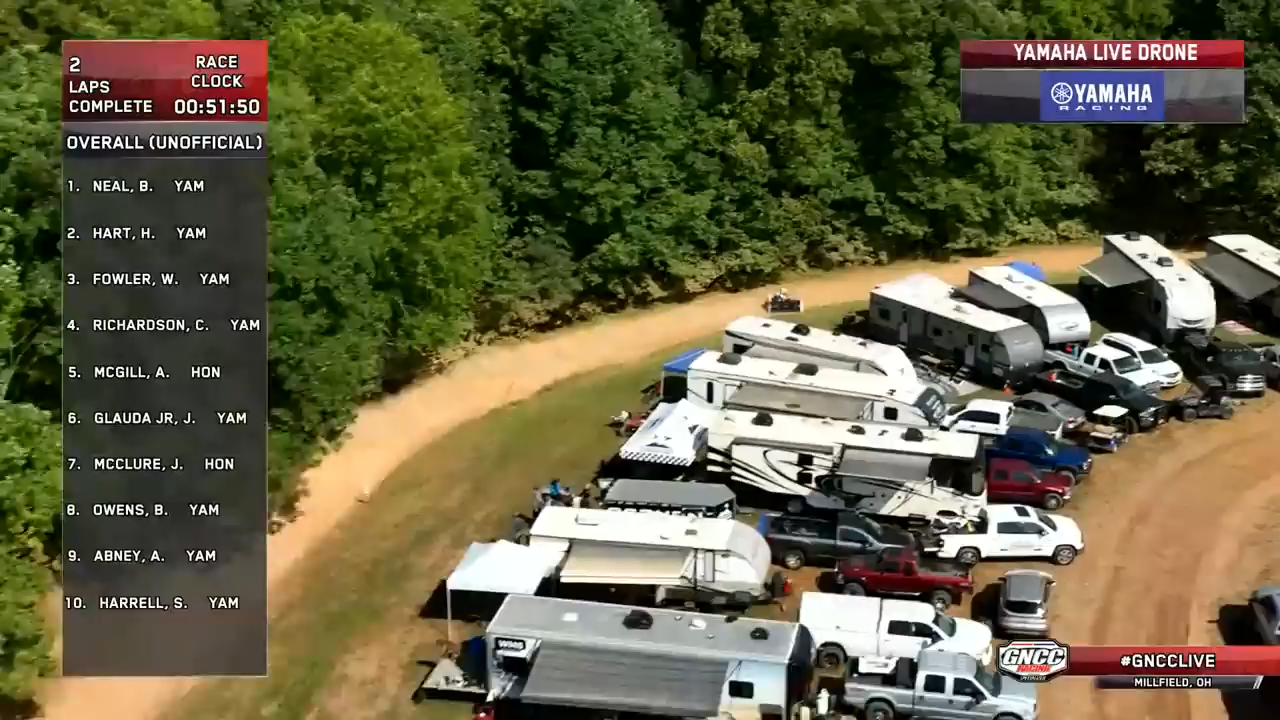 2
LAPS
COMPLETE
RACE
CLOCK
00:51:50
OVERALL (UNOFFICIAL)
1. NEAL, B. YAM
2. HART, H. YAM
3. FOWLER, W. YAM
4. RICHARDSON, C. YAM
5. MCGILL, A. HON
6. GLAUDA JR, J. YAM
7. MCCLURE, J. HON
8. OWENS, B. YAM
9. ABNEY, A. YAM
10. HARRELL, S. YAM
YAMAHA LIVE DRONE
YAMAHA
RACING
GNCC
RACING
SPECIALIZED
#GNCCLIVE
MILLFIELD, OH